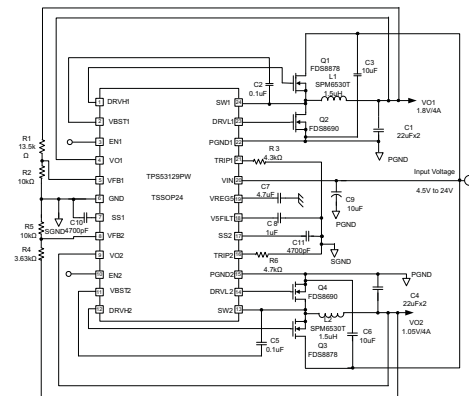 Q1
FDS8878
L1
SPM6530T
1.5uH
C3
10uF
C2
0.1uF
VO1
1.8V/4A
Q2
FDS8690
C1
22uFx2
PGND
R1
13.5k
Ω
R2
10kΩ
R5
10kΩ
R4
3.63kΩ
SGND
C10
4700pF
1 DRVH1
2 VBST1
3 EN1
4 VO1
5 VFB1
6 GND
7 SS1
8 VFB2
9 VO2
10 EN2
11 VBST2
12 DRVH2
TPS53129PW
TSSOP24
SW1 24
DRVL1 23
PGND1 22
TRIP1 21
VIN 20
VREG5 19
V5FILT 18
SS2 17
TRIP2 16
PGND2 15
DRVL2 14
SW2 13
R 3
4.3kΩ
C7
4.7uF
C 8
1uF
C11
4700pF
R6
4.7kΩ
C9
10uF
PGND
SGND
Input Voltage
4.5V to 24V
PGND
Q4
FDS8690
C4
22uFx2
L2
SPM6530T
1.5uH
Q3
FDS8878
VO2
1.05V/4A
C6
10uF
C5
0.1uF